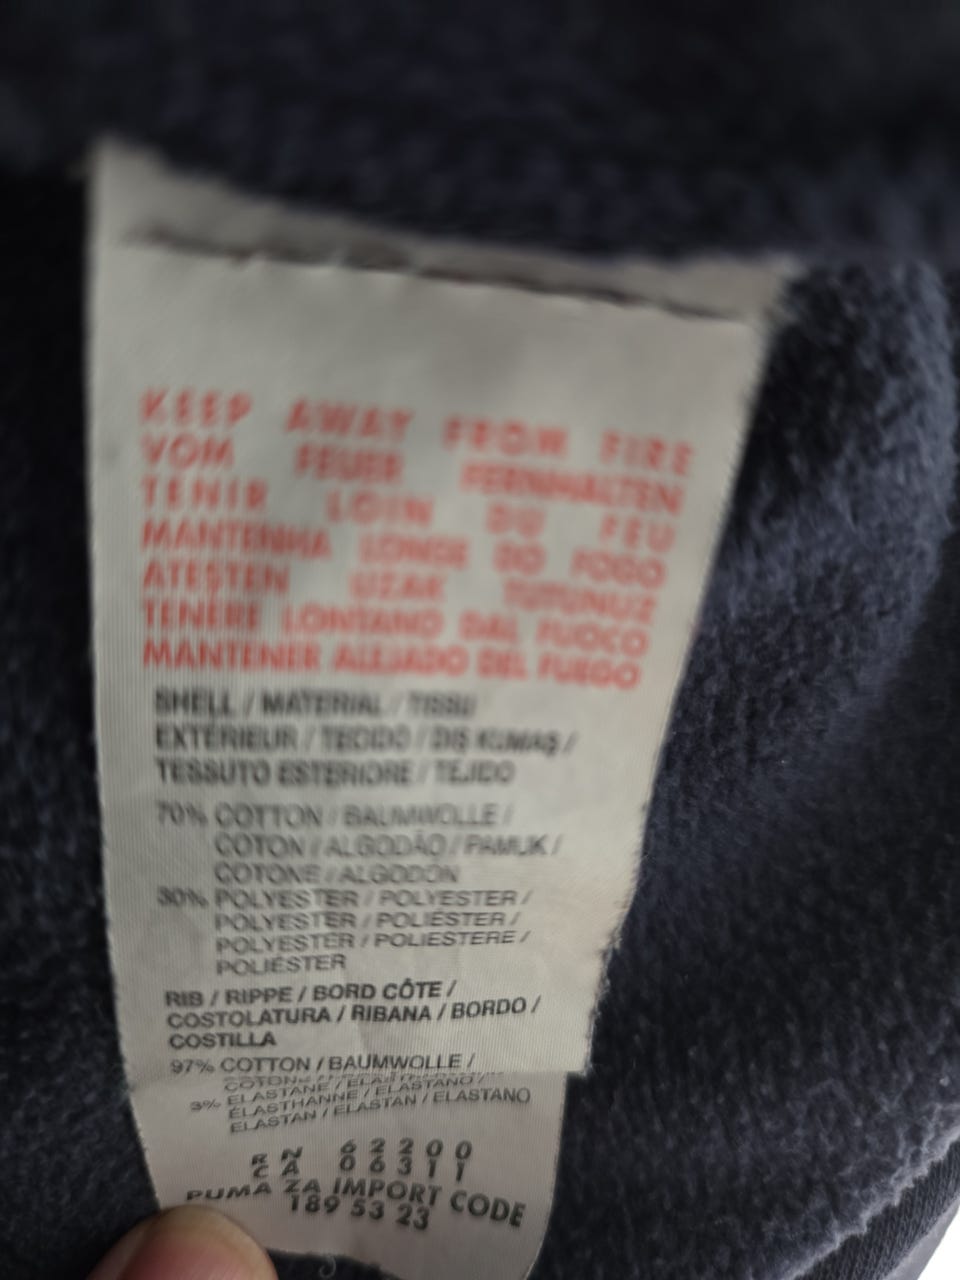 KEEP AWAY FROM FIRE
VOM FEUER FERNHALTEN
TENIR LOIN DU FEU
MANTENHA LONGE DO FOGO
ATEŞTEN UZAK TUTUNUZ
TENERE LONTANO DAL FUOCO
MANTENER ALEJADO DEL FUEGO
SHELL / MATERIAL / TISSU
EXTÉRIEUR / TECIDO / DIŞ KUMAŞ /
TESSUTO ESTERIORE / TEJIDO
70% COTTON / BAUMWOLLE /
COTON / ALGODÃO / PAMUK /
COTONE / ALGODÓN
30% POLYESTER / POLYESTER /
POLYESTER / POLIÉSTER /
POLYESTER / POLIESTERE /
POLIÉSTER
RIB / RIPPE / BORD CÔTE /
COSTOLATURA / RIBANA / BORDO /
COSTILLA
97% COTTON / BAUMWOLLE /
3% ELASTANE / ELASTANO /
ÉLASTHANNE / ELASTANO
ELASTAN / ELASTAN / ELASTANO
RN 62200
CA 06311
PUMA ZA IMPORT CODE
189 53 23